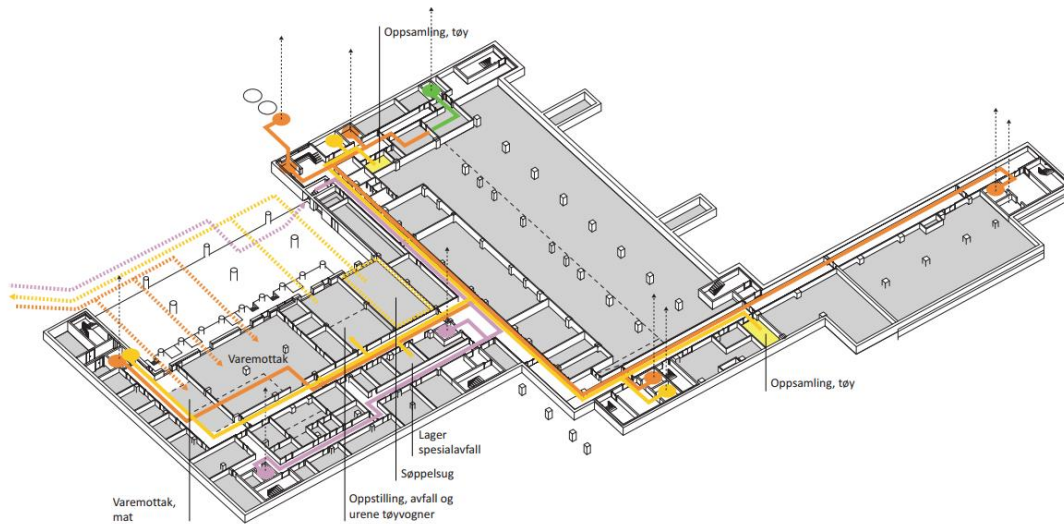 Oppsamling, tøy
Varemottak
Oppsamling, tøy
Lager
spesialavfall
Søppelsug
Oppstilling, avfall og
urene tøyvogner
Varemottak,
mat